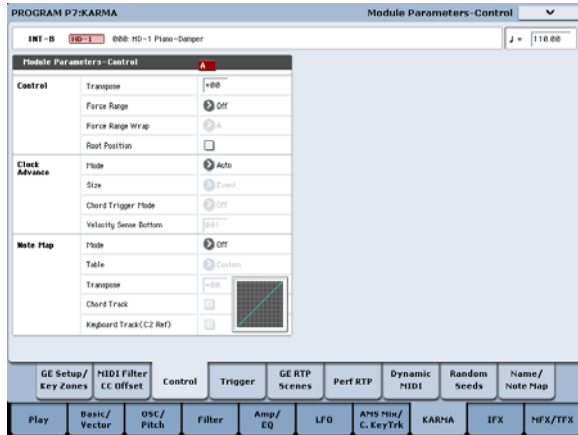 PROGRAM P7:KARMA Module Parameters-Control
INT-B HD-1 000: HD-1 Piano-Damper ♩ = 110.00
Module Parameters-Control A
Control Transpose +00
Force Range Off
Force Range Wrap A
Root Position
Clock Advance Mode Auto
Size Event
Chord Trigger Mode Off
Velocity Sense Bottom 001
Note Map Mode Off
Table Custom
Transpose +00
Chord Track
Keyboard Track(C2 Ref)
GE Setup/ Key Zones MIDI Filter CC Offset Control Trigger GE RTP Scenes Perf RTP Dynamic MIDI Random Seeds Name/ Note Map
Play Basic/ Vector OSC/ Pitch Filter Amp/ EQ LFO AMS Mix/ C. KeyTrk KARMA IFX MFX/TFX